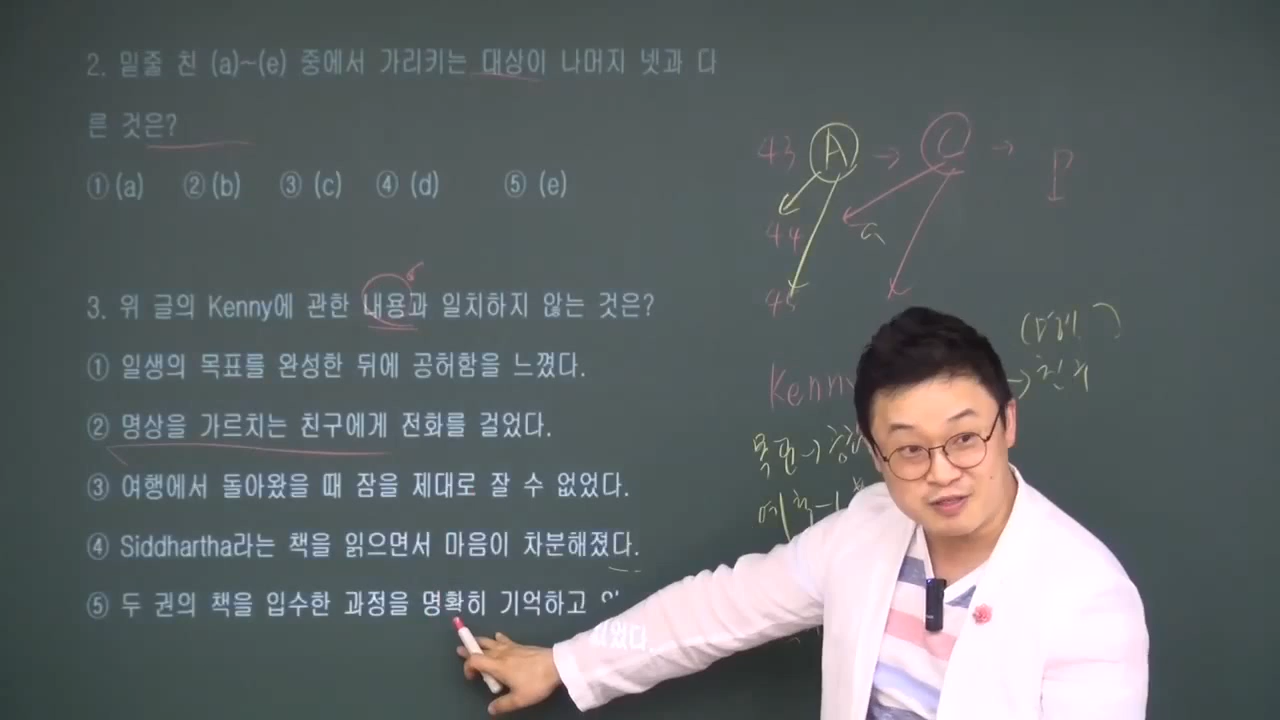 2. 밑줄 친 (a)~(e) 중에서 가리키는 대상이 나머지 넷과 다
른 것은?
① (a) ② (b) ③ (c) ④ (d) ⑤ (e)
3. 위 글의 Kenny에 관한 내용과 일치하지 않는 것은?
① 일생의 목표를 완성한 뒤에 공허함을 느꼈다.
② 명상을 가르치는 친구에게 전화를 걸었다.
③ 여행에서 돌아왔을 때 잠을 제대로 잘 수 없었다.
④ Siddhartha라는 책을 읽으면서 마음이 차분해졌다.
⑤ 두 권의 책을 입수한 과정을 명확히 기억하고
43 A → C →
44 a
45
Kenny
→ 친구